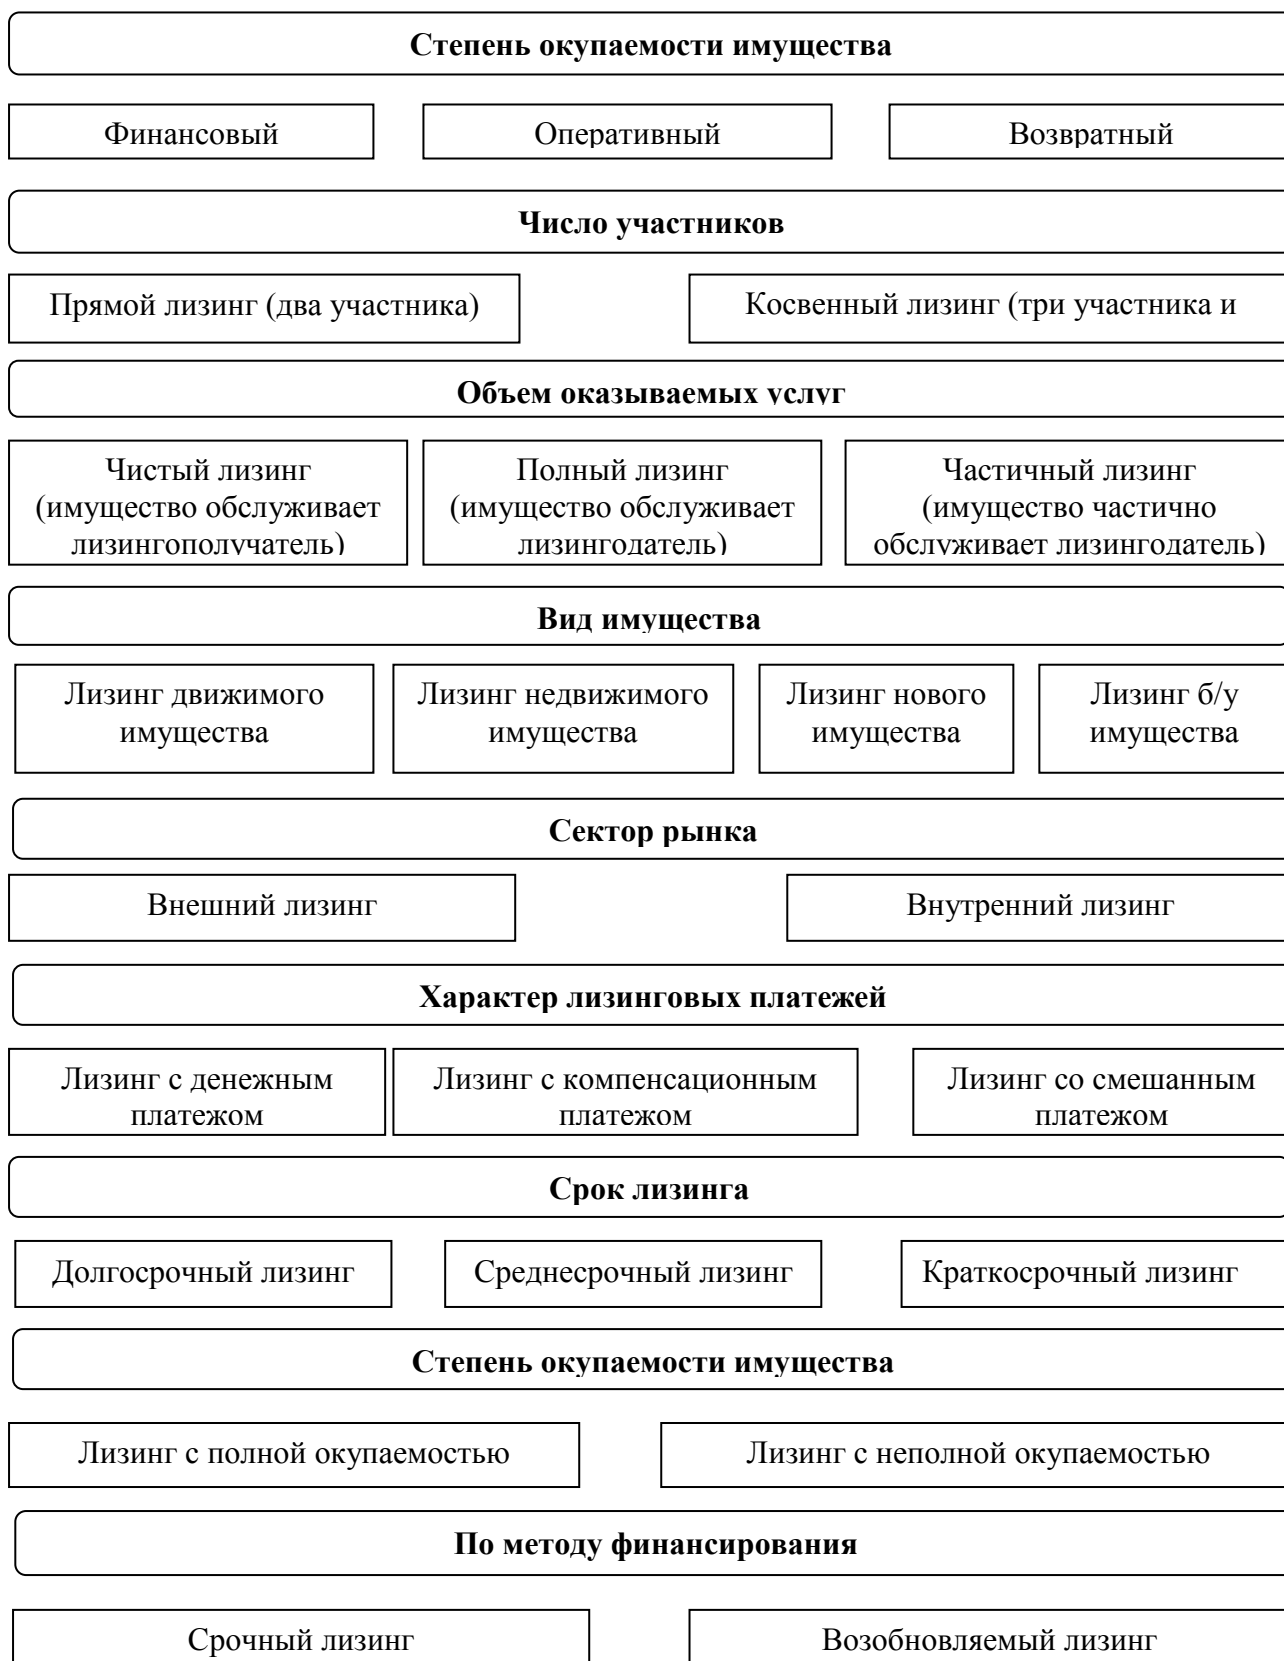 Степень окупаемости имущества
Финансовый
Оперативный
Возвратный
Число участников
Прямой лизинг (два участника)
Косвенный лизинг (три участника и
Объем оказываемых услуг
Чистый лизинг
(имущество обслуживает
лизингополучатель)
Полный лизинг
(имущество обслуживает
лизингодатель)
Частичный лизинг
(имущество частично
обслуживает лизингодатель)
Вид имущества
Лизинг движимого
имущества
Лизинг недвижимого
имущества
Лизинг нового
имущества
Лизинг б/у
имущества
Сектор рынка
Внешний лизинг
Внутренний лизинг
Характер лизинговых платежей
Лизинг с денежным
платежом
Лизинг с компенсационным
платежом
Лизинг со смешанным
платежом
Срок лизинга
Долгосрочный лизинг
Среднесрочный лизинг
Краткосрочный лизинг
Степень окупаемости имущества
Лизинг с полной окупаемостью
Лизинг с неполной окупаемостью
По методу финансирования
Срочный лизинг
Возобновляемый лизинг